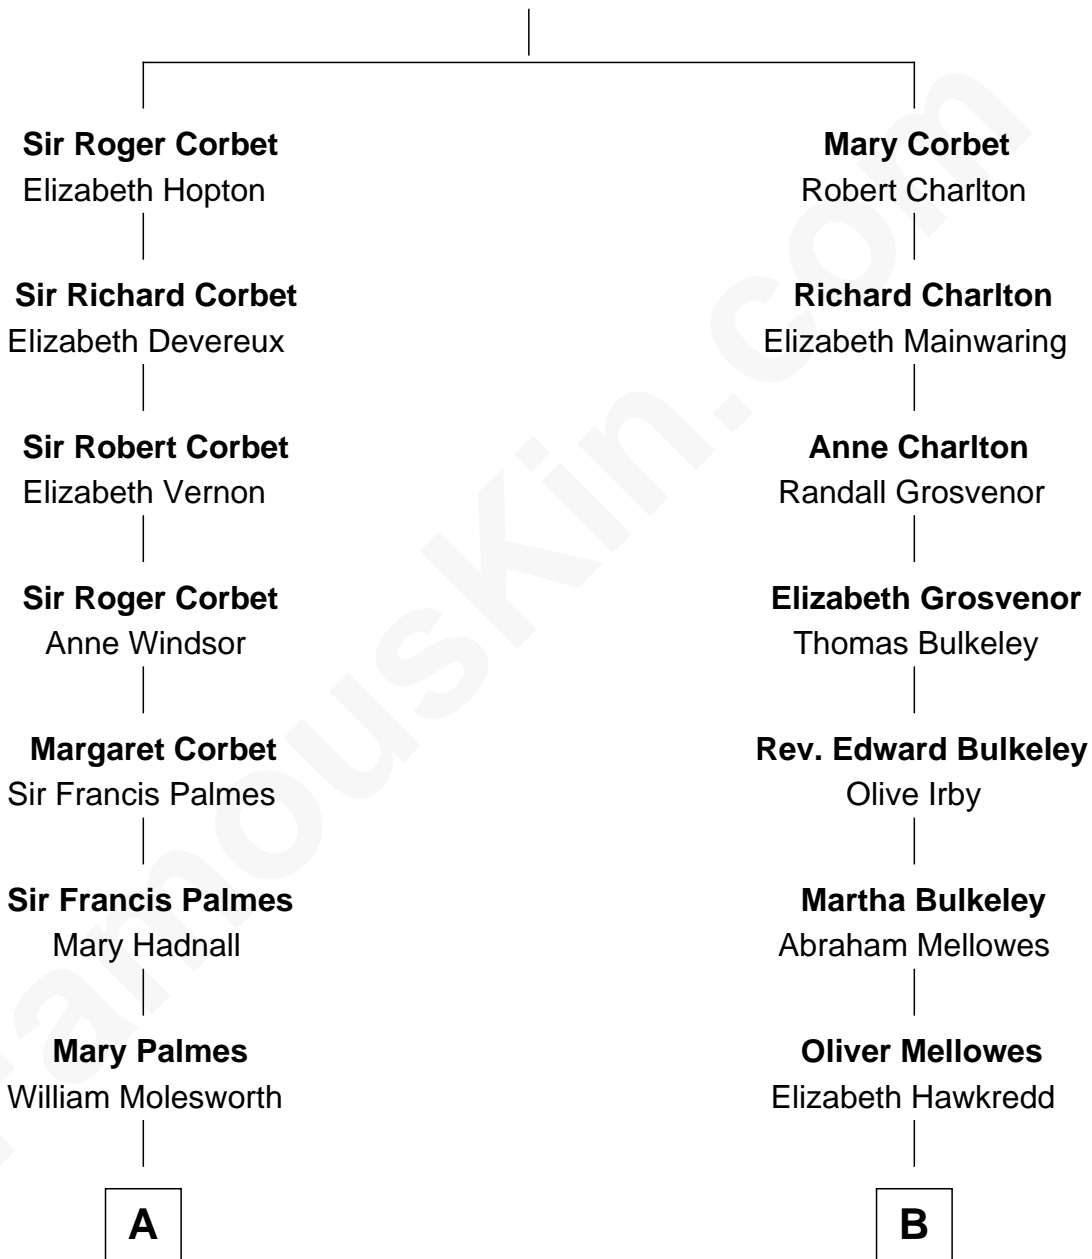 Sir Roger Corbet
Elizabeth Hopton
Sir Richard Corbet
Elizabeth Devereux
Sir Robert Corbet
Elizabeth Vernon
Sir Roger Corbet
Anne Windsor
Margaret Corbet
Sir Francis Palmes
Sir Francis Palmes
Mary Hadnall
Mary Palmes
William Molesworth
A
Mary Corbet
Robert Charlton
Richard Charlton
Elizabeth Mainwaring
Anne Charlton
Randall Grosvenor
Elizabeth Grosvenor
Thomas Bulkeley
Rev. Edward Bulkeley
Olive Irby
Martha Bulkeley
Abraham Mellowes
Oliver Mellowes
Elizabeth Hawkredd
B
FamousKin.com